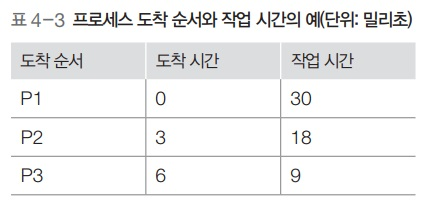 표 4-3 프로세스 도착 순서와 작업 시간의 예(단위: 밀리초)
도착 순서 도착 시간 작업 시간
P1 0 30
P2 3 18
P3 6 9